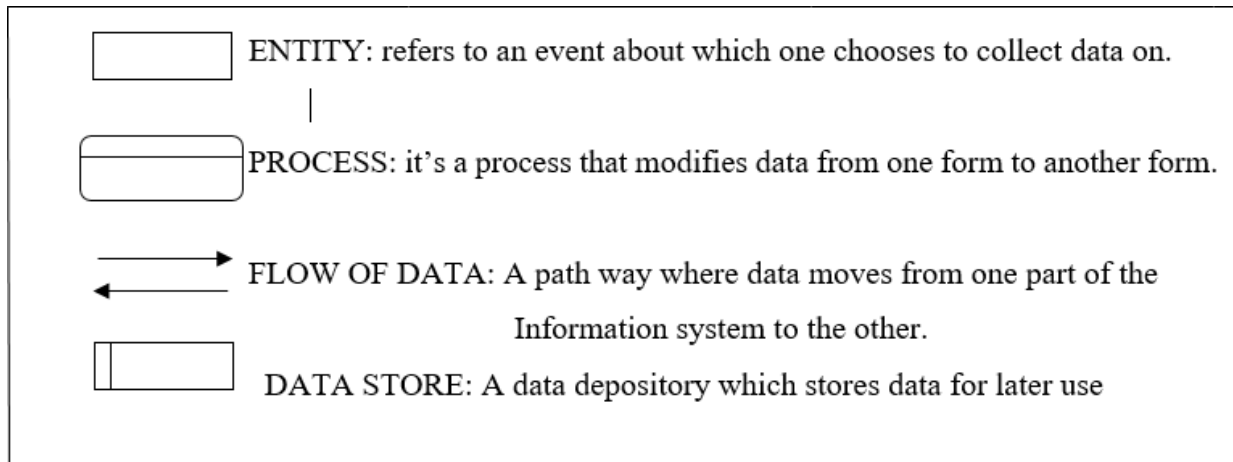 ENTITY: refers to an event about which one chooses to collect data on.
PROCESS: it’s a process that modifies data from one form to another form.
FLOW OF DATA: A path way where data moves from one part of the
Information system to the other.
DATA STORE: A data depository which stores data for later use